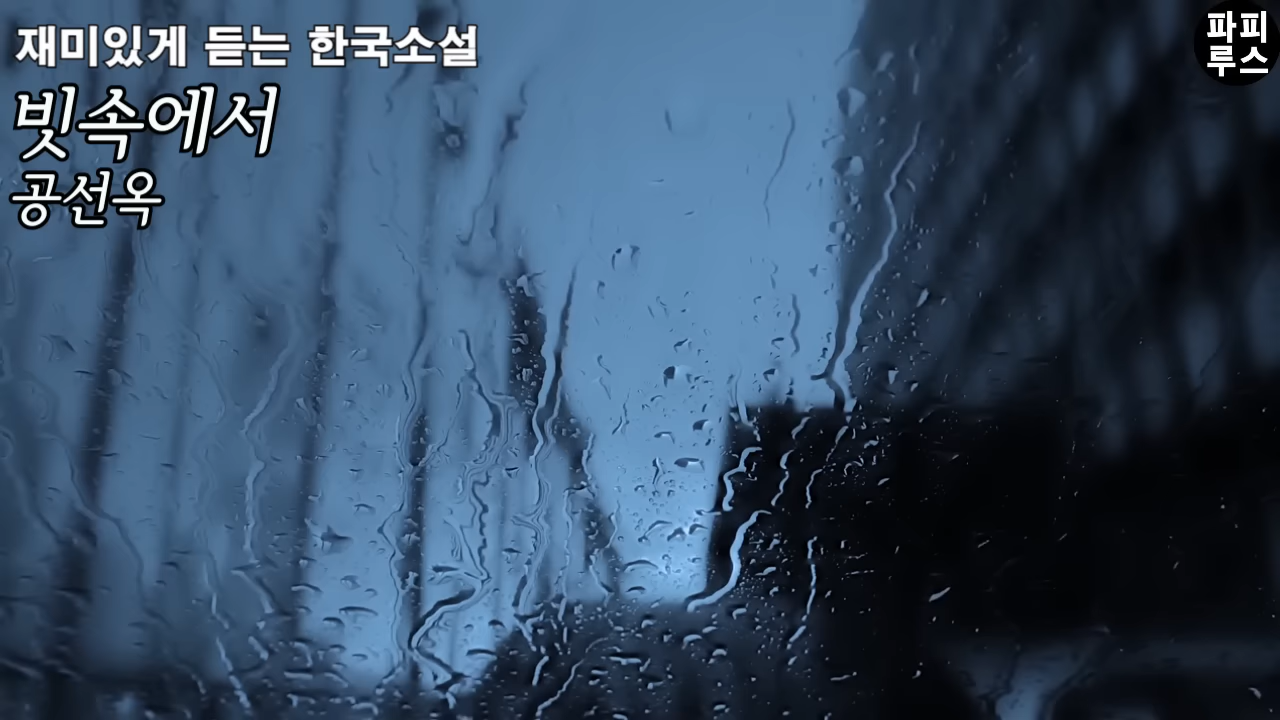 재미있게 듣는 한국소설
빗속에서
공선옥
파피
루스